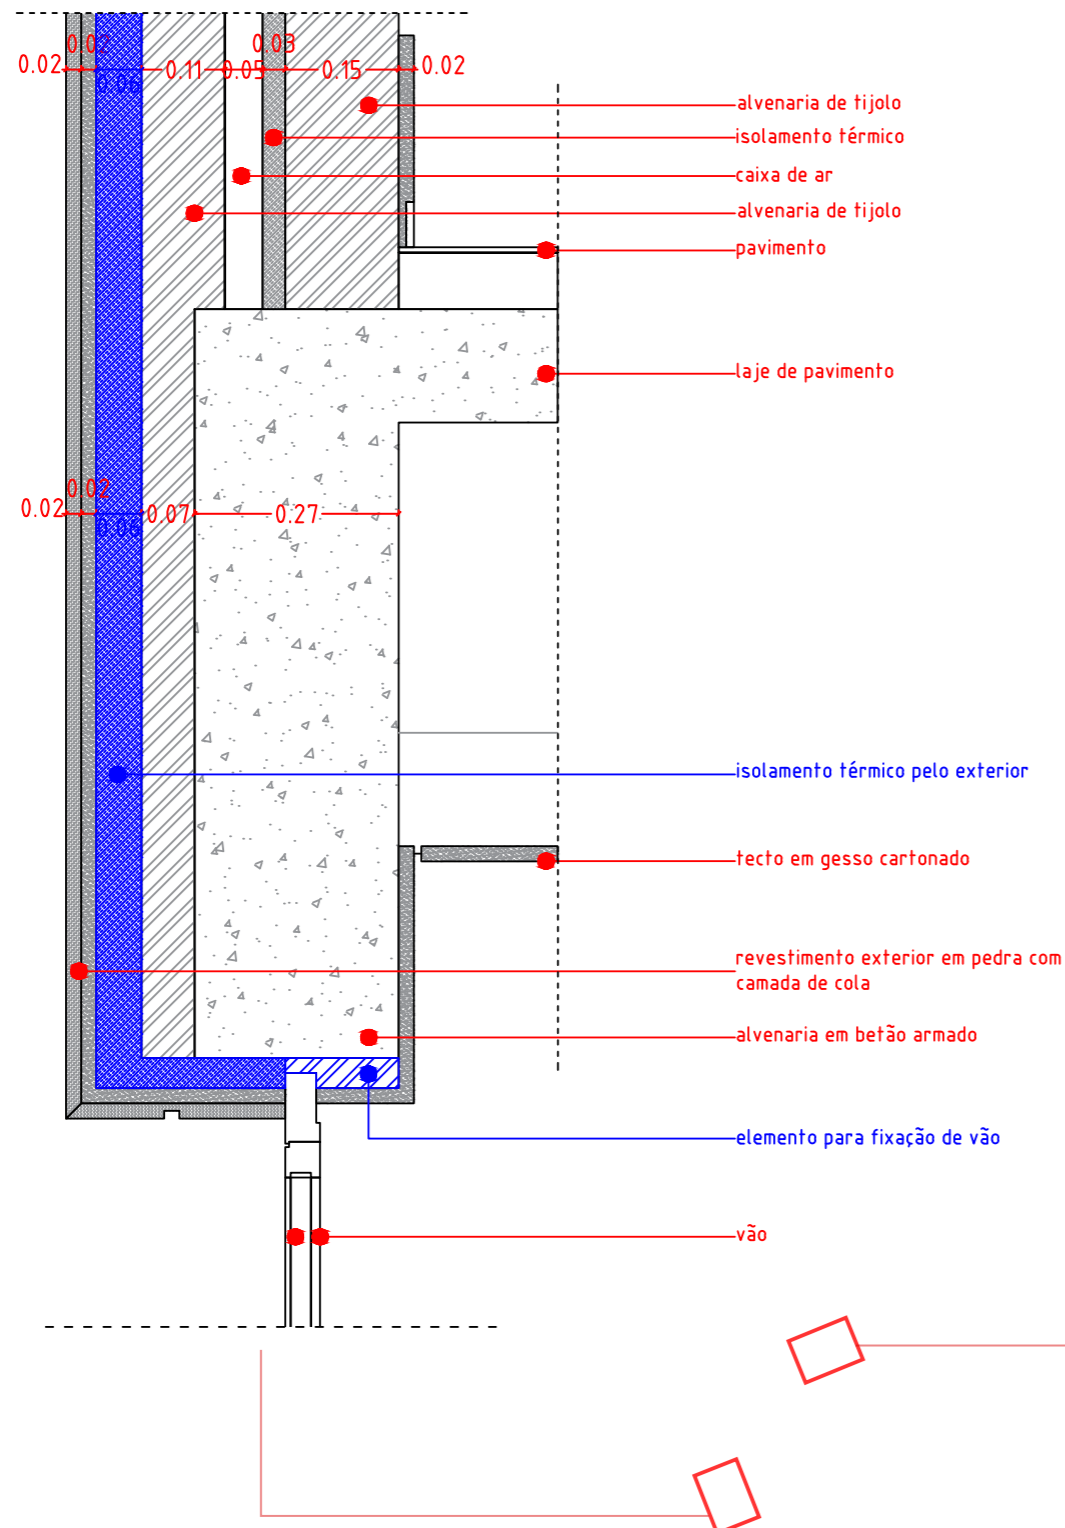 0.02 0.02 0.06 0.11 0.05 0.03 0.15 0.02
alvenaria de tijolo
isolamento térmico
caixa de ar
alvenaria de tijolo
pavimento
laje de pavimento
0.02 0.02 0.06 0.07 0.27
isolamento térmico pelo exterior
tecto em gesso cartonado
revestimento exterior em pedra com
camada de cola
alvenaria em betão armado
elemento para fixação de vão
vão